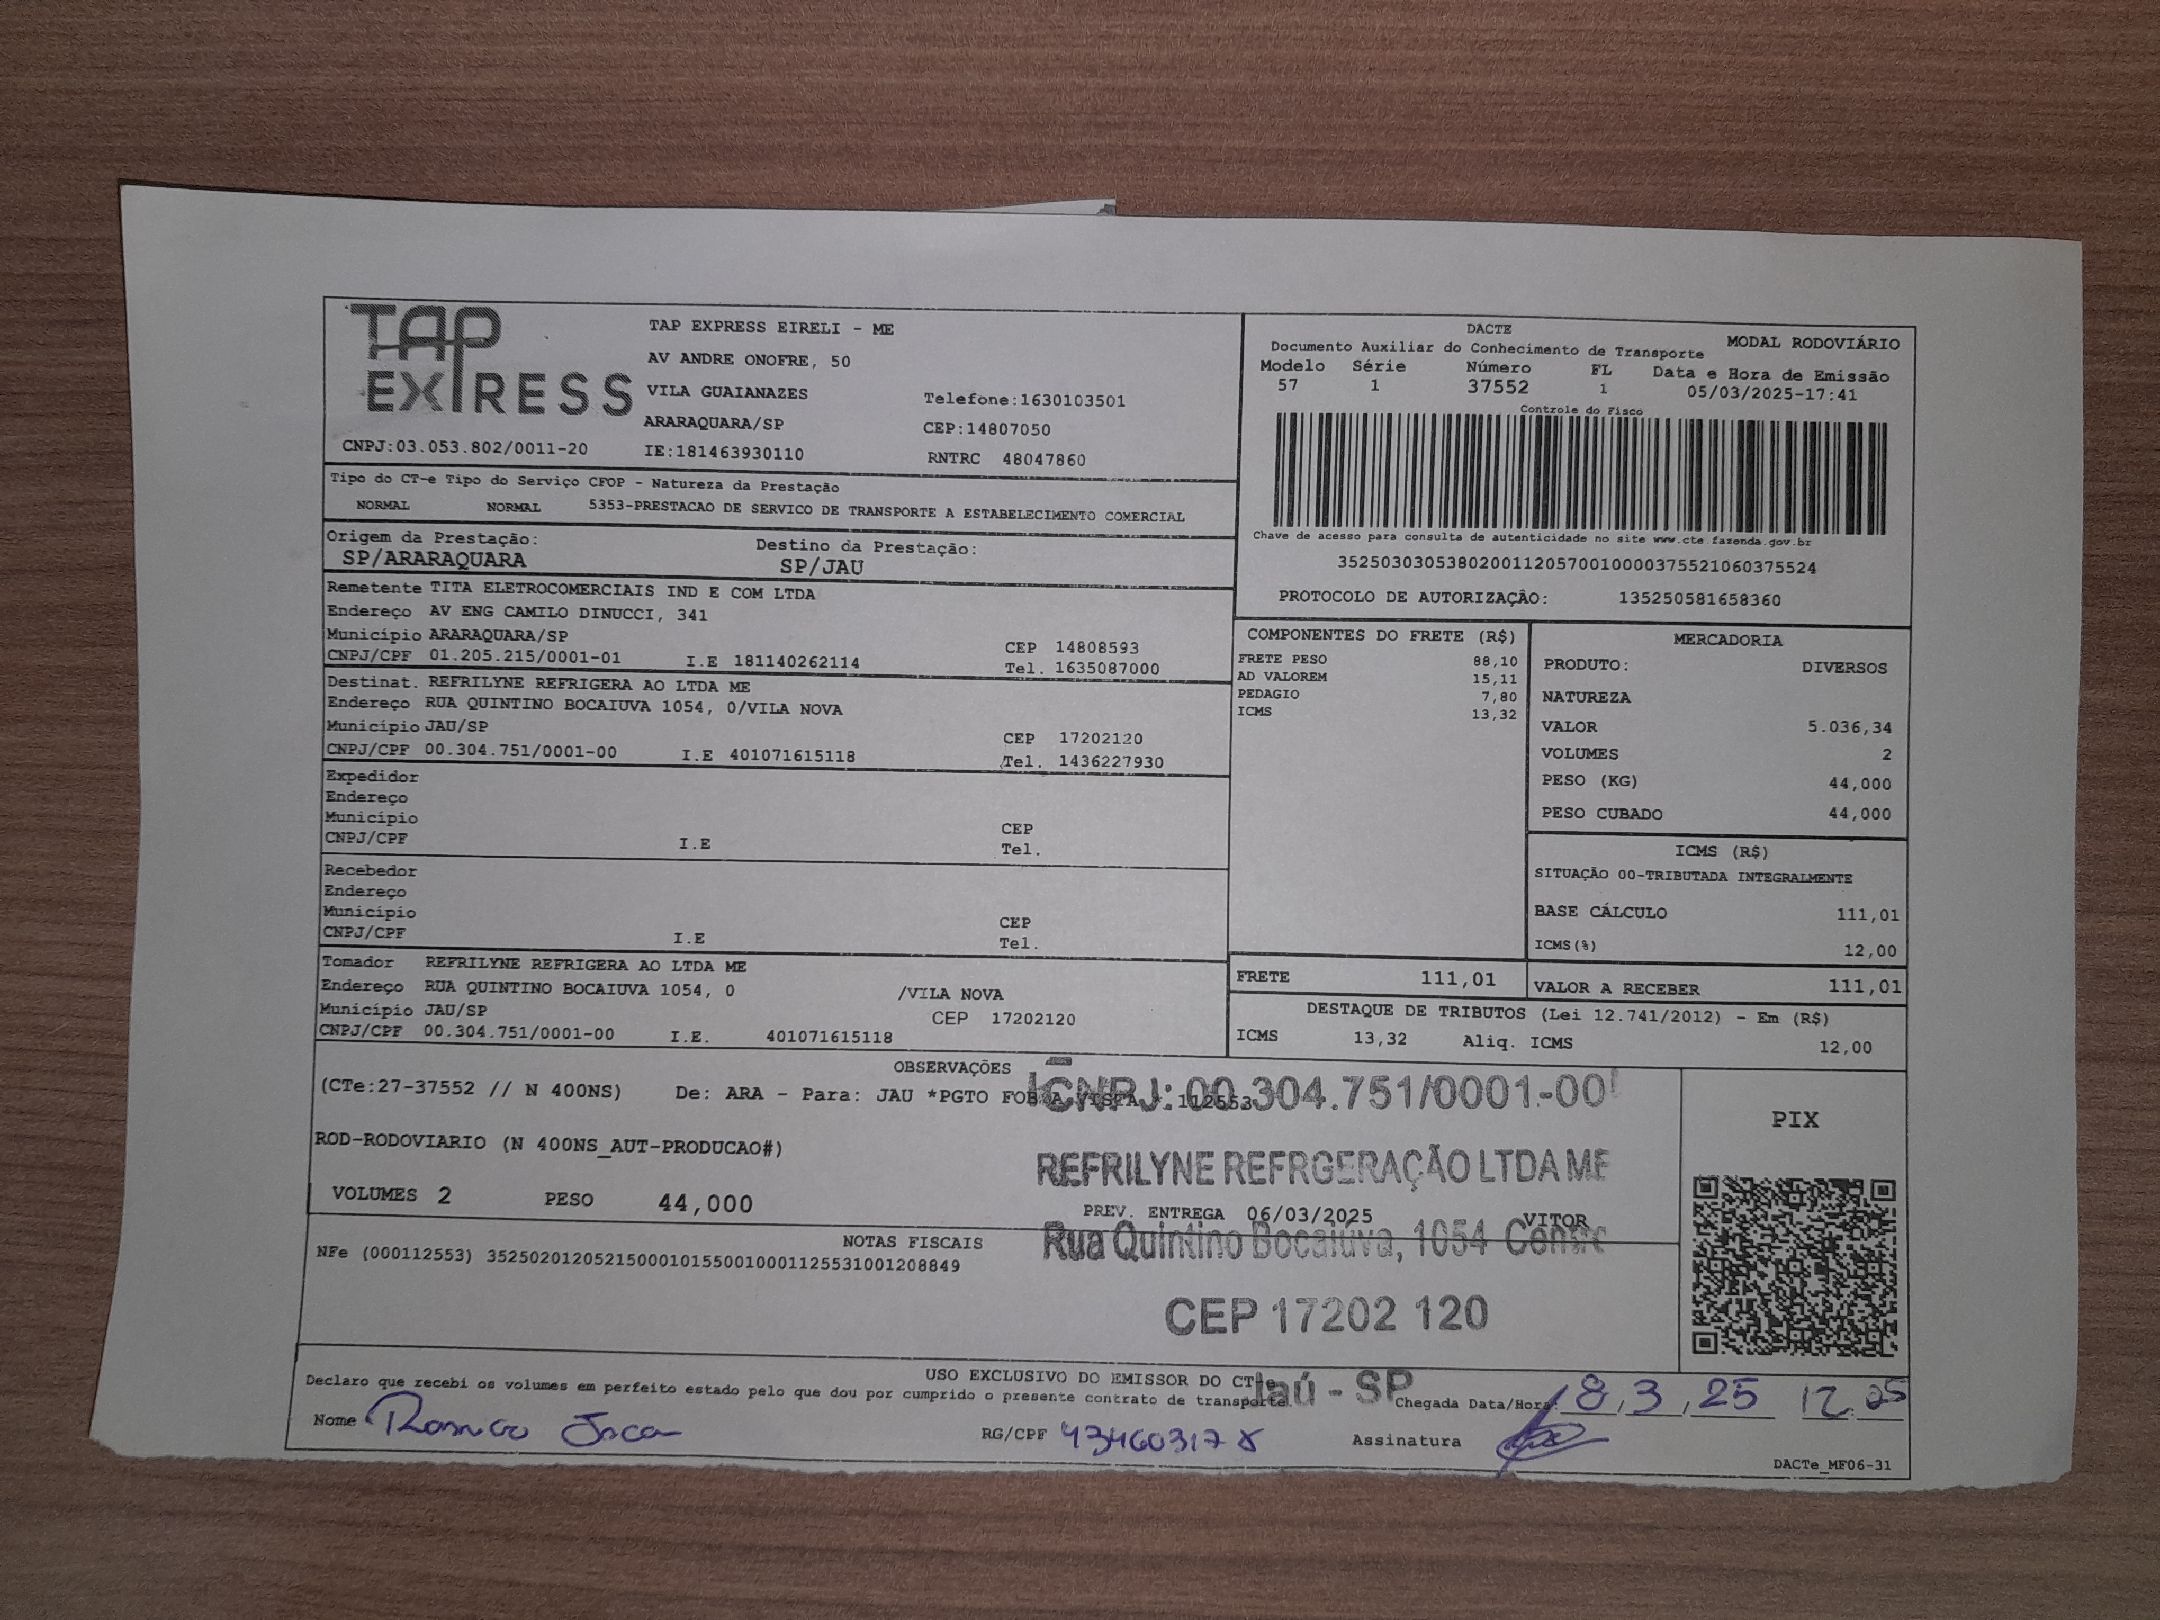 TAP EXPRESS
TAP EXPRESS EIRELI - ME
AV ANDRE ONOFRE, 50
VILA GUAIANAZES Telefone:1630103501
ARARAQUARA/SP CEP:14807050
CNPJ:03.053.802/0011-20 IE:181463930110 RNTRC 48047860
DACTE MODAL RODOVIÁRIO
Documento Auxiliar do Conhecimento de Transporte
Modelo Série Número FL Data e Hora de Emissão
57 1 37552 1 05/03/2025-17:41
Controle do Fisco
Chave de acesso para consulta de autenticidade no site www.cte.fazenda.gov.br
35250303053802001120570010000375521060375524
PROTOCOLO DE AUTORIZAÇÃO: 135250581658360
Tipo do CT-e Tipo do Serviço CFOP - Natureza da Prestação
NORMAL NORMAL 5353-PRESTACAO DE SERVICO DE TRANSPORTE A ESTABELECIMENTO COMERCIAL
Origem da Prestação: Destino da Prestação:
SP/ARARAQUARA SP/JAU
Remetente TITA ELETROCOMERCIAIS IND E COM LTDA
Endereço AV ENG CAMILO DINUCCI, 341
Município ARARAQUARA/SP CEP 14808593
CNPJ/CPF 01.205.215/0001-01 I.E 181140262114 Tel. 1635087000
Destinat. REFRILYNE REFRIGERA AO LTDA ME
Endereço RUA QUINTINO BOCAIUVA 1054, 0/VILA NOVA
Município JAU/SP CEP 17202120
CNPJ/CPF 00.304.751/0001-00 I.E 401071615118 Tel. 1436227930
Expedidor
Endereço
Município CEP
CNPJ/CPF I.E Tel.
Recebedor
Endereço
Município CEP
CNPJ/CPF I.E Tel.
Tomador REFRILYNE REFRIGERA AO LTDA ME
Endereço RUA QUINTINO BOCAIUVA 1054, 0 /VILA NOVA
Município JAU/SP CEP 17202120
CNPJ/CPF 00.304.751/0001-00 I.E. 401071615118
COMPONENTES DO FRETE (R$)
FRETE PESO 88,10
AD VALOREM 15,11
PEDAGIO 7,80
ICMS 13,32
MERCADORIA
PRODUTO: DIVERSOS
NATUREZA
VALOR 5.036,34
VOLUMES 2
PESO (KG) 44,000
PESO CUBADO 44,000
ICMS (R$)
SITUAÇÃO 00-TRIBUTADA INTEGRALMENTE
BASE CÁLCULO 111,01
ICMS(%) 12,00
FRETE 111,01 VALOR A RECEBER 111,01
DESTAQUE DE TRIBUTOS (Lei 12.741/2012) - Em (R$)
ICMS 13,32 Aliq. ICMS 12,00
OBSERVAÇÕES
(CTe:27-37552 // N 400NS) De: ARA - Para: JAU *PGTO 112553
CNPJ: 00.304.751/0001-00
ROD-RODOVIARIO (N 400NS_AUT-PRODUCAO#)
REFRILYNE REFRGERAÇÃO LTDA ME
VOLUMES 2 PESO 44,000 PREV. ENTREGA 06/03/2025 VITOR
Rua Quintino Bocaiúva, 1054 Centro
NOTAS FISCAIS
NFe (000112553) 35250201205215000101550010001125531001208849
CEP 17202 120
Jaú - SP
PIX
USO EXCLUSIVO DO EMISSOR DO CT-e
Declaro que recebi os volumes em perfeito estado pelo que dou por cumprido o presente contrato de transporte. Chegada Data/Hora: 8,3,25 12:05
Nome RG/CPF 434603178 Assinatura
DACTe_MF06-31